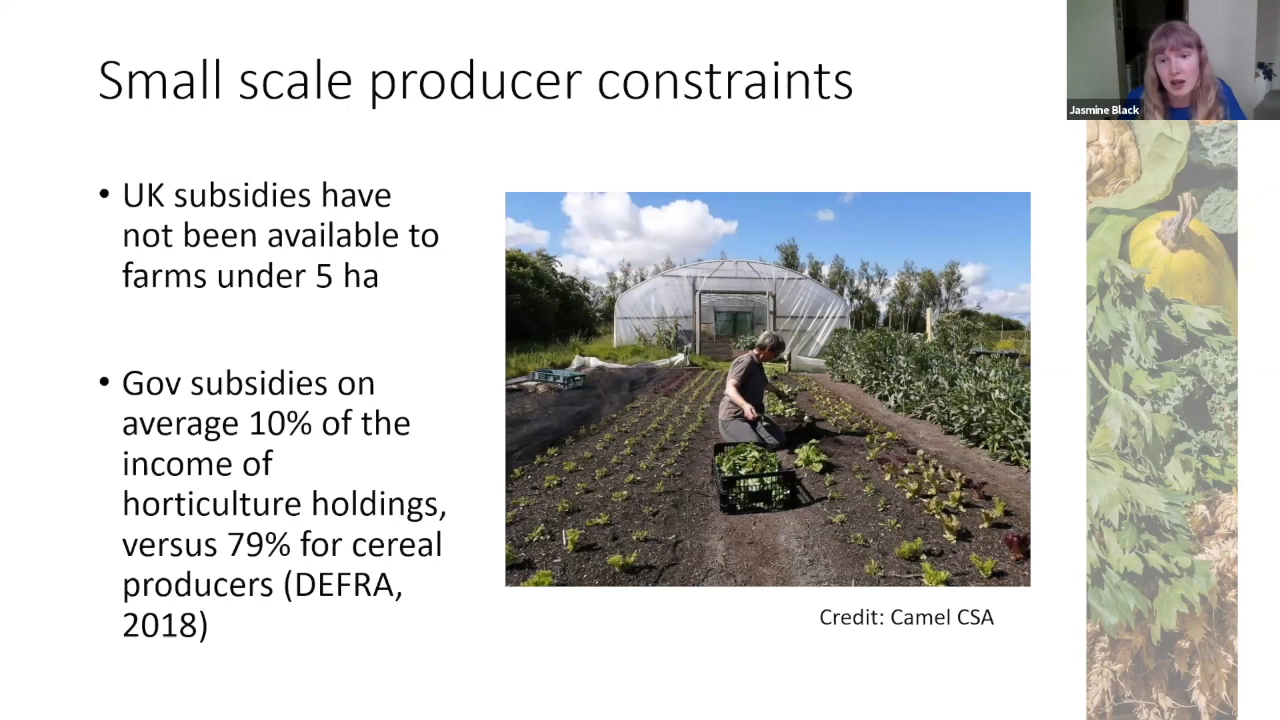 Small scale producer constraints
Jasmine Black
• UK subsidies have
not been available to
farms under 5 ha
• Gov subsidies on
average 10% of the
income of
horticulture holdings,
versus 79% for cereal
producers (DEFRA,
2018)
Credit: Camel CSA